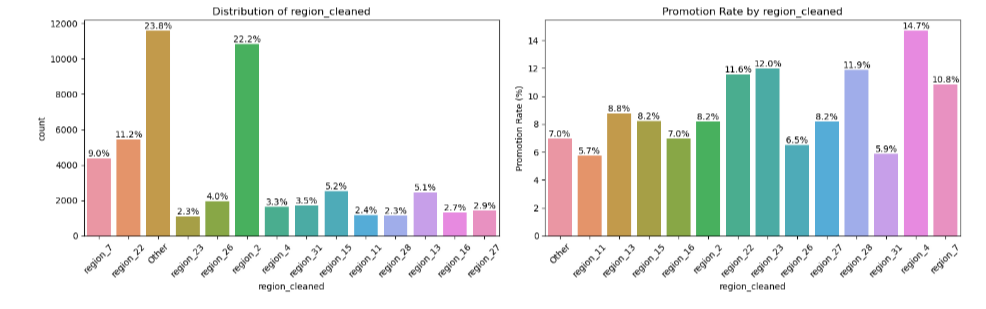 Distribution of region_cleaned
12000
10000
8000
6000
4000
2000
0
count
9.0%
11.2%
23.8%
2.3%
4.0%
22.2%
3.3%
3.5%
5.2%
2.4%
2.3%
5.1%
2.7%
2.9%
region_7
region_22
Other
region_23
region_26
region_2
region_4
region_31
region_15
region_11
region_28
region_13
region_16
region_27
region_cleaned
Promotion Rate by region_cleaned
14
12
10
8
6
4
2
0
Promotion Rate (%)
7.0%
5.7%
8.8%
8.2%
7.0%
8.2%
11.6%
12.0%
6.5%
8.2%
11.9%
5.9%
14.7%
10.8%
Other
region_11
region_13
region_15
region_16
region_2
region_22
region_23
region_26
region_27
region_28
region_31
region_4
region_7
region_cleaned